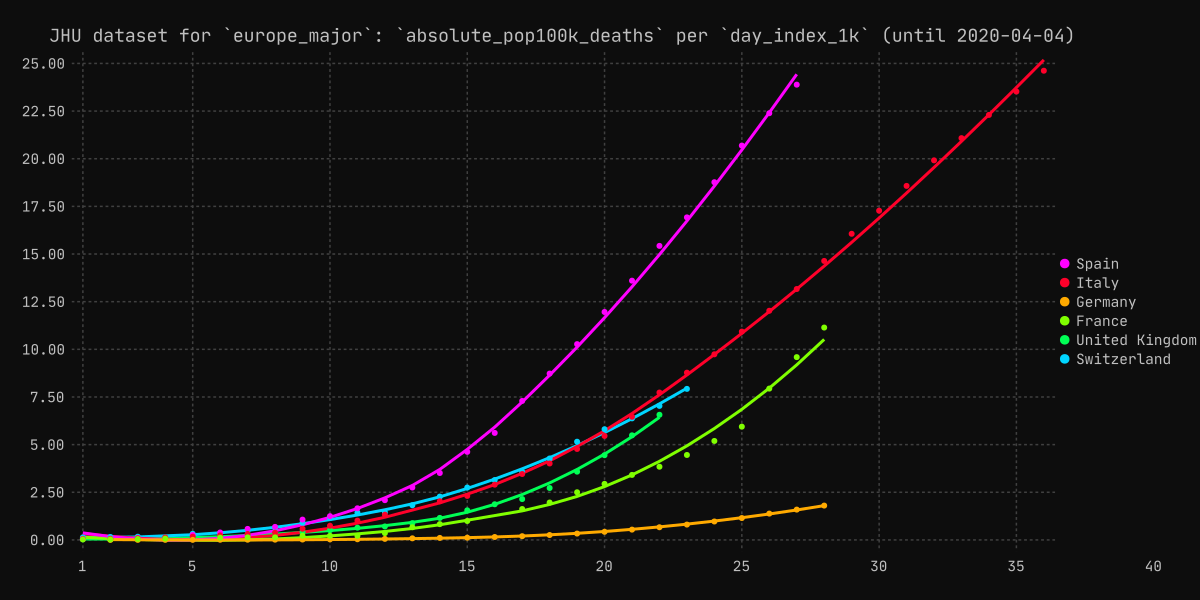 JHU dataset for `europe_major`: `absolute_pop100k_deaths` per `day_index_1k` (until 2020-04-04)
25.00
22.50
20.00
17.50
15.00
12.50
10.00
7.50
5.00
2.50
0.00
Spain
Italy
Germany
France
United Kingdom
Switzerland
1 5 10 15 20 25 30 35 40